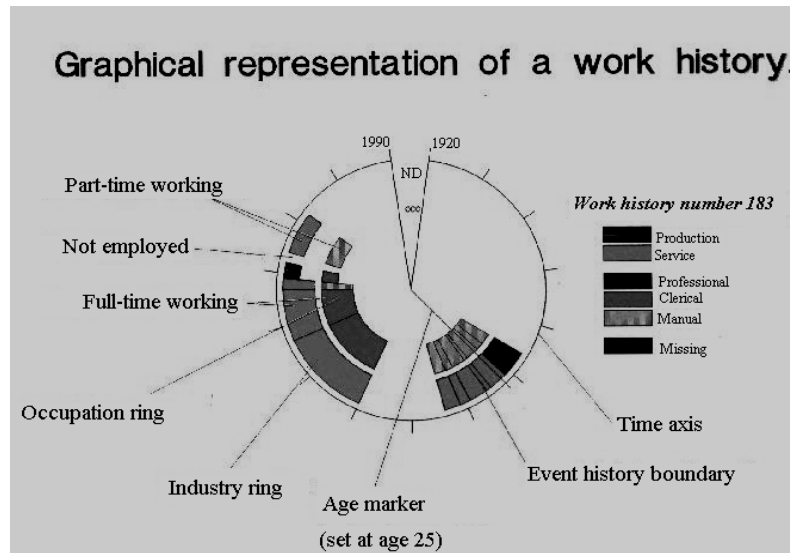 Graphical representation of a work history.
1990
1920
ND
Part-time working
Work history number 183
Production
Service
Not employed
Professional
Clerical
Manual
Full-time working
Missing
Occupation ring
Time axis
Event history boundary
Industry ring
Age marker
(set at age 25)